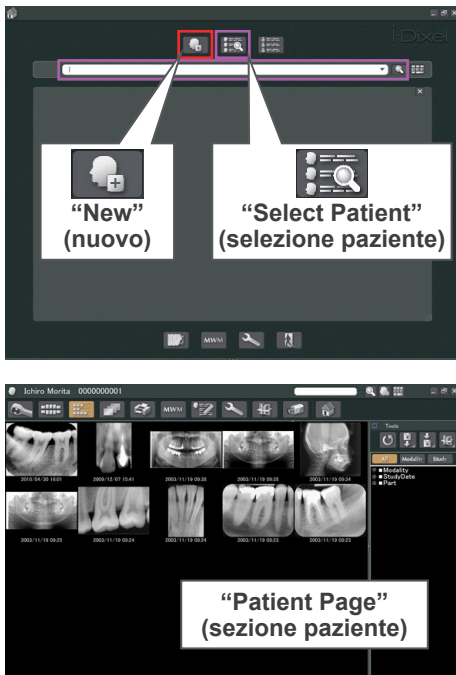 i-Dixel
“New”
(nuovo)
“Select Patient”
(selezione paziente)
MWM
Ichiro Morita 0000000001
MWM
Tools
All Modality Study
Modality
StudyDate
Part
2010/04/30 16:01
2009/12/07 15:41
2003/11/19 09:38
2003/11/19 09:35
2003/11/19 09:34
2003/11/19 09:25
2003/11/19 09:24
2003/11/19 09:24
2003/11/19 09:23
2003/11/19 09:23
“Patient Page”
(sezione paziente)